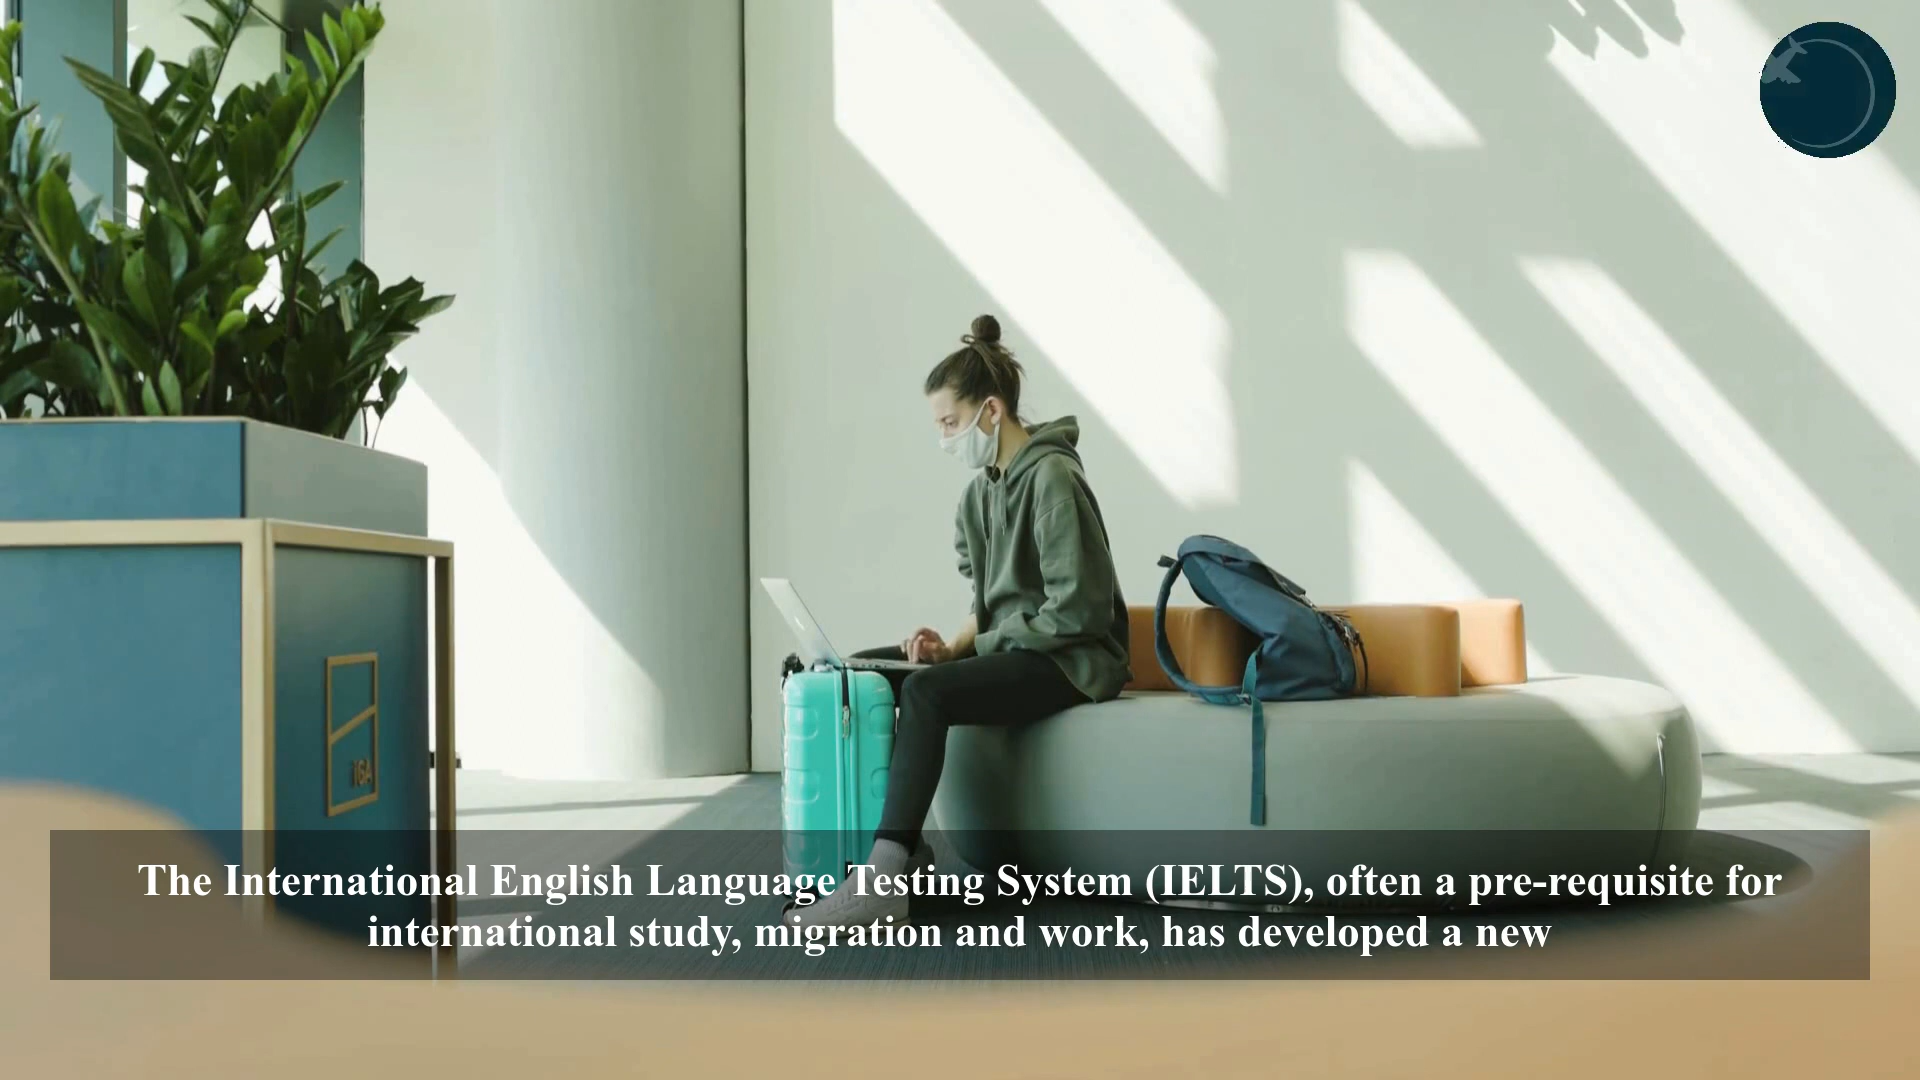 iGA
The International English Language Testing System (IELTS), often a pre-requisite for
international study, migration and work, has developed a new